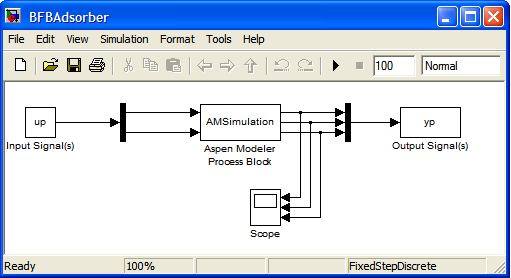 BFBAdsorber
File Edit View Simulation Format Tools Help
100 Normal
up
AMSimulation
yp
Input Signal(s)
Aspen Modeler
Process Block
Output Signal(s)
Scope
Ready 100% FixedStepDiscrete